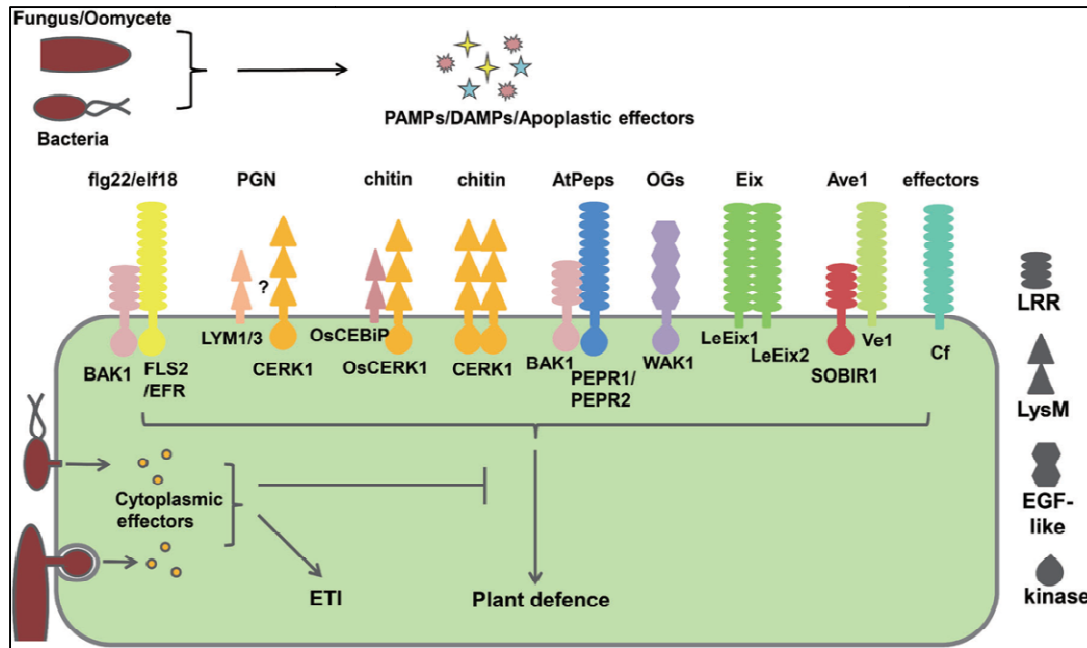 Fungus/Oomycete
Bacteria
PAMPs/DAMPs/Apoplastic effectors
flg22/elf18
PGN
chitin
chitin
AtPeps
OGs
Eix
Ave1
effectors
?
LRR
LYM1/3
OsCEBiP
LeEix1
LeEix2
Ve1
Cf
BAK1
FLS2
/EFR
CERK1
OsCERK1
CERK1
BAK1
PEPR1/
PEPR2
WAK1
SOBIR1
LysM
Cytoplasmic
effectors
EGF-
like
ETI
Plant defence
kinase